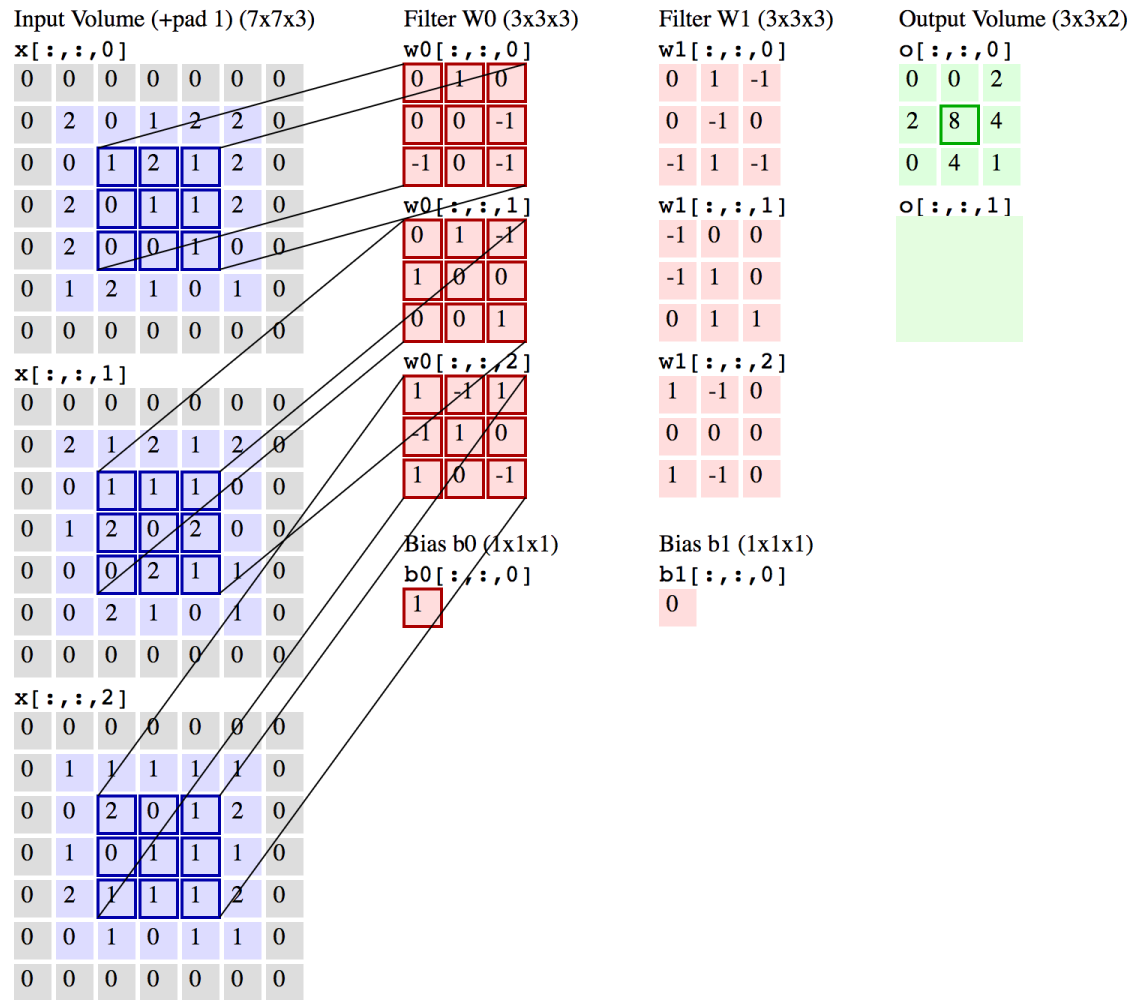 Input Volume (+pad 1) (7x7x3)
x[:,:,0]
0 0 0 0 0 0 0
0 2 0 1 2 2 0
0 0 1 2 1 2 0
0 2 0 1 1 2 0
0 2 0 0 1 0 0
0 1 2 1 0 1 0
0 0 0 0 0 0 0
x[:,:,1]
0 0 0 0 0 0 0
0 2 1 2 1 2 0
0 0 1 1 1 0 0
0 1 2 0 2 0 0
0 0 0 2 1 1 0
0 0 2 1 0 1 0
0 0 0 0 0 0 0
x[:,:,2]
0 0 0 0 0 0 0
0 1 1 1 1 1 0
0 0 2 0 1 2 0
0 1 0 1 1 1 0
0 2 1 1 1 2 0
0 0 1 0 1 1 0
0 0 0 0 0 0 0
Filter W0 (3x3x3)
w0[:,:,0]
0 1 0
0 0 -1
-1 0 -1
w0[:,:,1]
0 1 -1
1 0 0
0 0 1
w0[:,:,2]
1 -1 1
-1 1 0
1 0 -1
Bias b0 (1x1x1)
b0[:,:,0]
1
Filter W1 (3x3x3)
w1[:,:,0]
0 1 -1
0 -1 0
-1 1 -1
w1[:,:,1]
-1 0 0
-1 1 0
0 1 1
w1[:,:,2]
1 -1 0
0 0 0
1 -1 0
Bias b1 (1x1x1)
b1[:,:,0]
0
Output Volume (3x3x2)
o[:,:,0]
0 0 2
2 8 4
0 4 1
o[:,:,1]